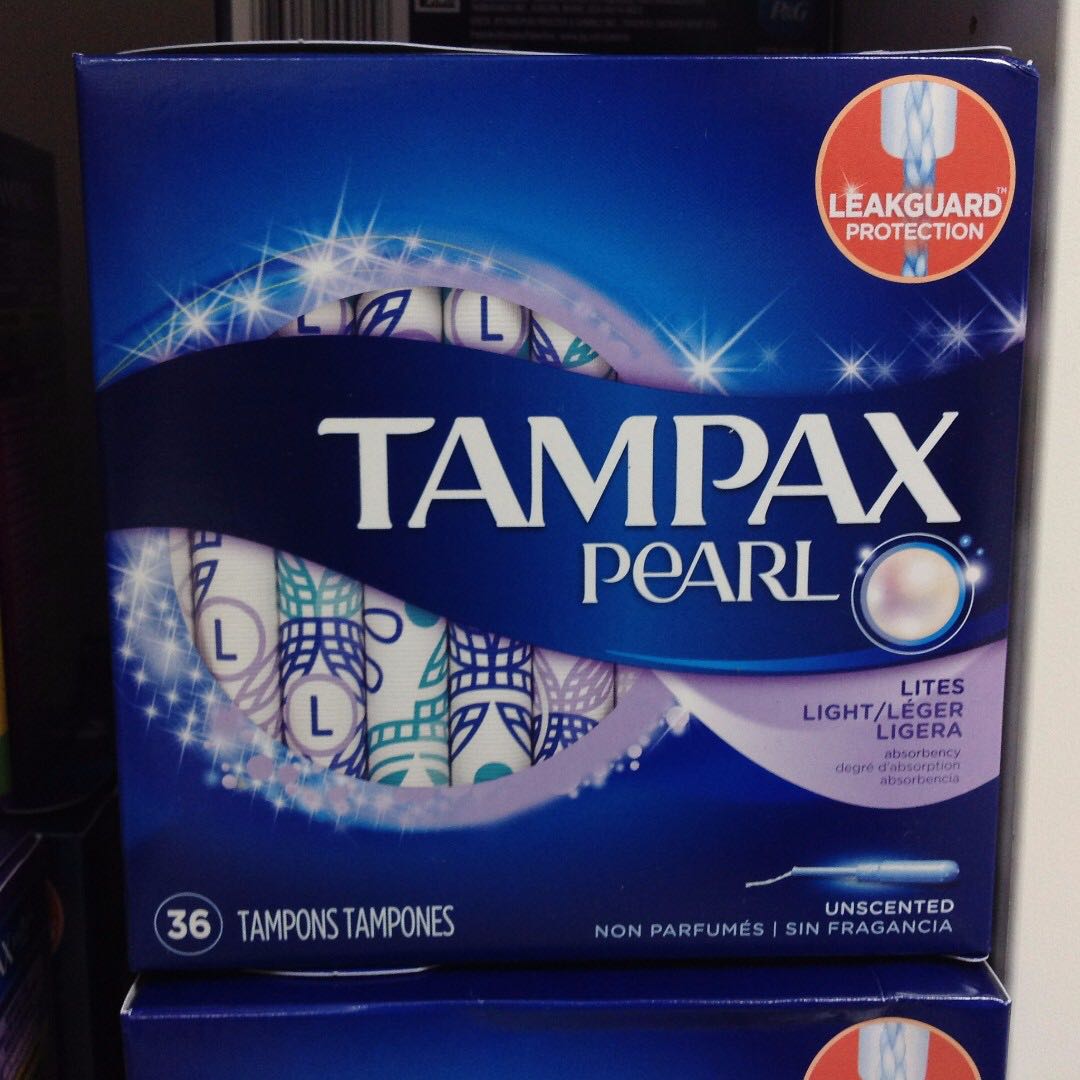 P&G
LEAKGUARD™
PROTECTION
L
L
TAMPAX
PEARL
L
L
LITES
LIGHT/LÉGER
LIGERA
absorbency
degré d'absorption
absorbencia
36 TAMPONS TAMPONES
UNSCENTED
NON PARFUMÉS | SIN FRAGANCIA